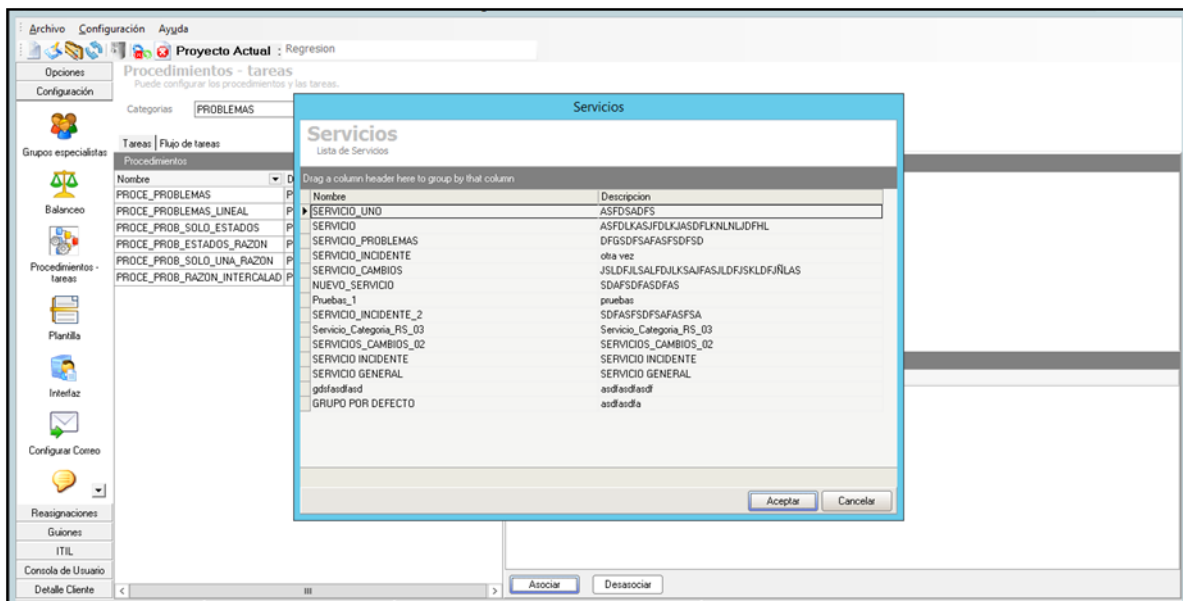 Archivo Configuración Ayuda
Proyecto Actual : Regresion
Opciones
Configuración
Grupos especialistas
Balanceo
Procedimientos - tareas
Plantilla
Interfaz
Configurar Correo
Reasignaciones
Guiones
ITIL
Consola de Usuario
Detalle Cliente
Procedimientos - tareas
Puede configurar los procedimientos y las tareas.
Categorias PROBLEMAS
Tareas Flujo de tareas
Procedimientos
Nombre D
PROCE_PROBLEMAS P
PROCE_PROBLEMAS_LINEAL P
PROCE_PROB_SOLO_ESTADOS P
PROCE_PROB_ESTADOS_RAZON P
PROCE_PROB_SOLO_UNA_RAZON P
PROCE_PROB_RAZON_INTERCALAD P
Servicios
Servicios
Lista de Servicios
Drag a column header here to group by that column
Nombre Descripcion
SERVICIO_UNO ASFDSADFS
SERVICIO ASFDLKASJFDLKJASDFLKNLNLJDFHL
SERVICIO_PROBLEMAS DFGSDFSAFASFSDFSD
SERVICIO_INCIDENTE otra vez
SERVICIO_CAMBIOS JSLDFJLSALFDJLKSAJFASJLDFJSKLDFJÑLAS
NUEVO_SERVICIO SDAFSDFASDFAS
Pruebas_1 pruebas
SERVICIO_INCIDENTE_2 SDFASFSDFSAFASFSA
Servicio_Categoria_RS_03 Servicio_Categoria_RS_03
SERVICIOS_CAMBIOS_02 SERVICIOS_CAMBIOS_02
SERVICIO INCIDENTE SERVICIO INCIDENTE
SERVICIO GENERAL SERVICIO GENERAL
gdsfasdfasd asdfasdfasdf
GRUPO POR DEFECTO asdfasdfa
Aceptar Cancelar
Asociar Desasociar